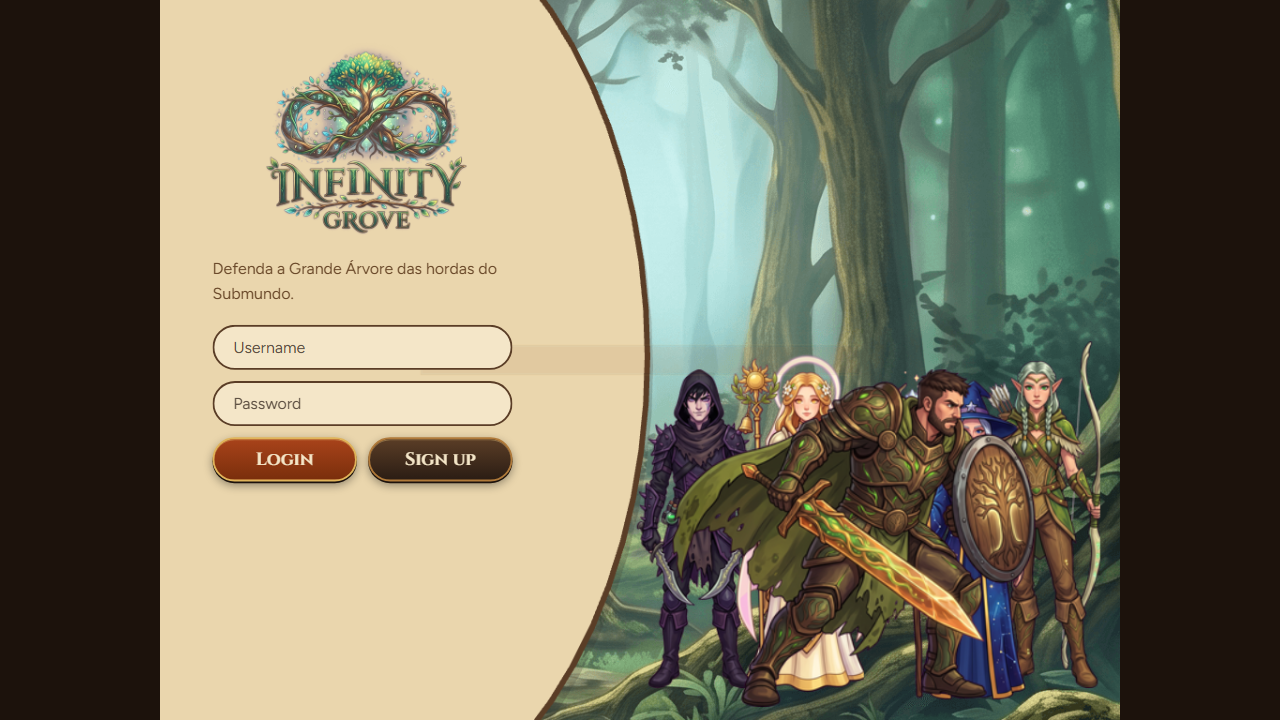 INFINITY
GROVE
Defenda a Grande Árvore das hordas do
Submundo.
Username
Password
Login
Sign up